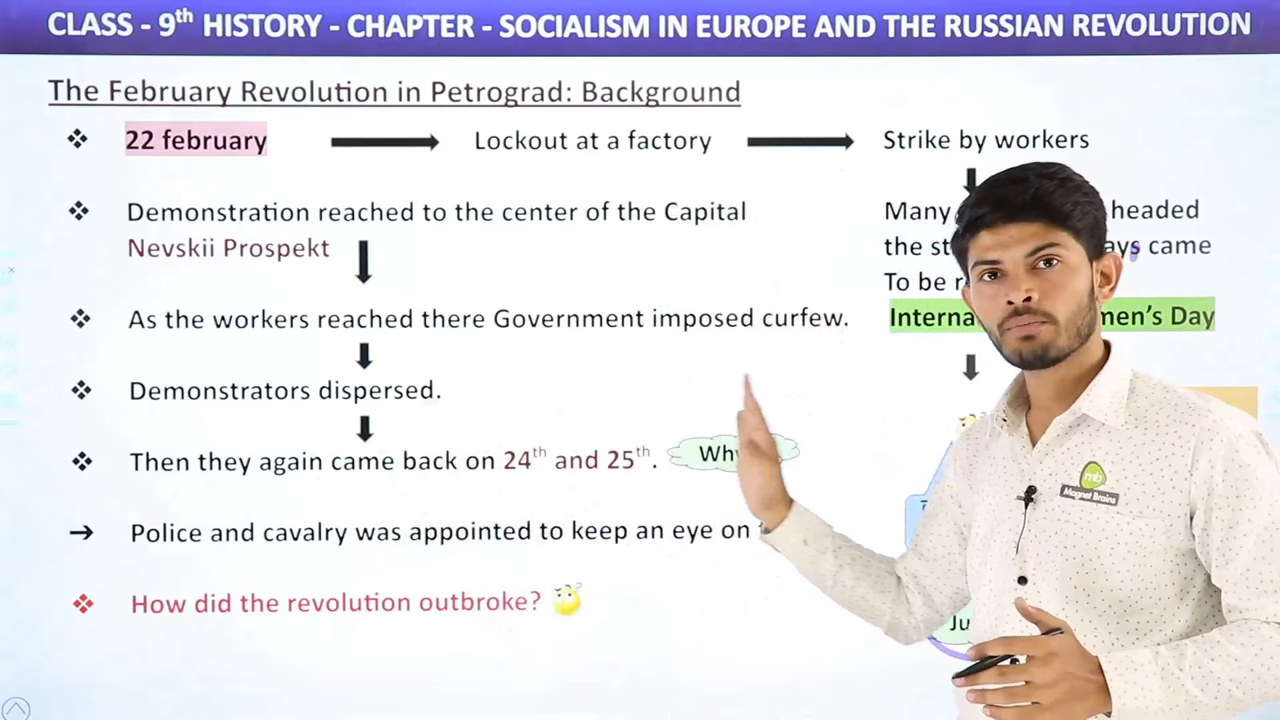 CLASS - 9th HISTORY - CHAPTER - SOCIALISM IN EUROPE AND THE RUSSIAN REVOLUTION
The February Revolution in Petrograd: Background
22 february
Lockout at a factory
Strike by workers
Demonstration reached to the center of the Capital
Nevskii Prospekt
Many headed
the came
To be
As the workers reached there Government imposed curfew.
Day
Demonstrators dispersed.
Then they again came back on 24th and 25th.
Police and cavalry was appointed to keep an eye on
How did the revolution outbroke?
mb
Magnet Brains